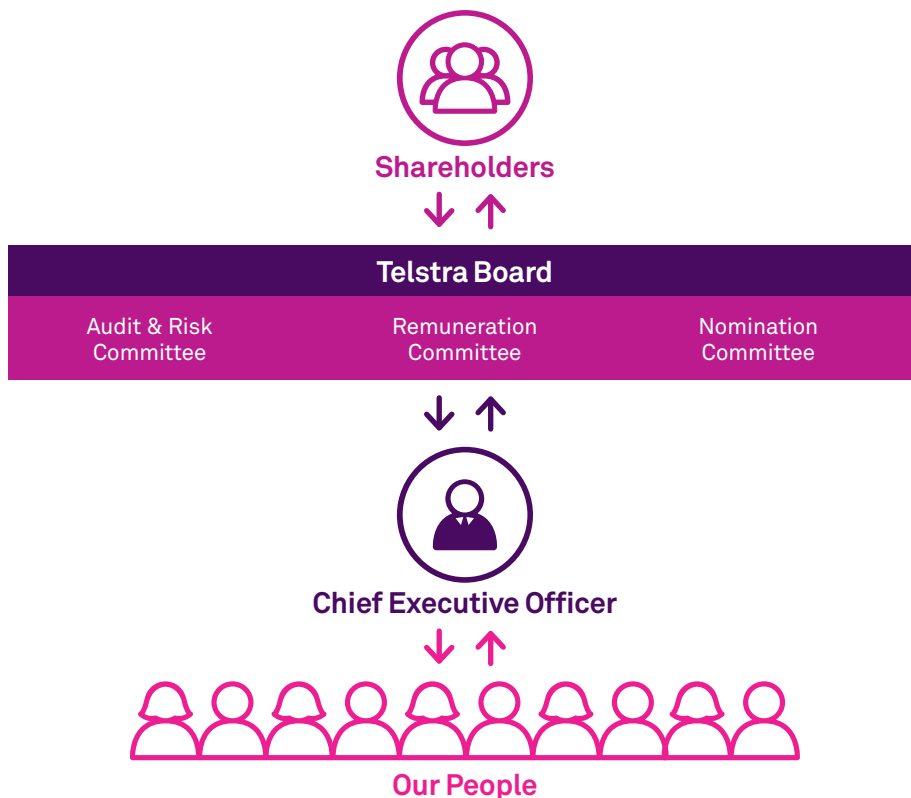 Shareholders
Telstra Board
Audit & Risk
Committee
Remuneration
Committee
Nomination
Committee
Chief Executive Officer
Our People